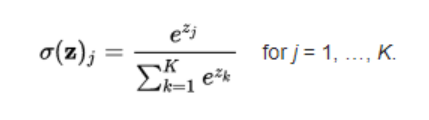 σ(𝐳)ⱼ = e^{zⱼ} / ∑_{k=1}^{K} e^{zₖ} for j = 1, ..., K.